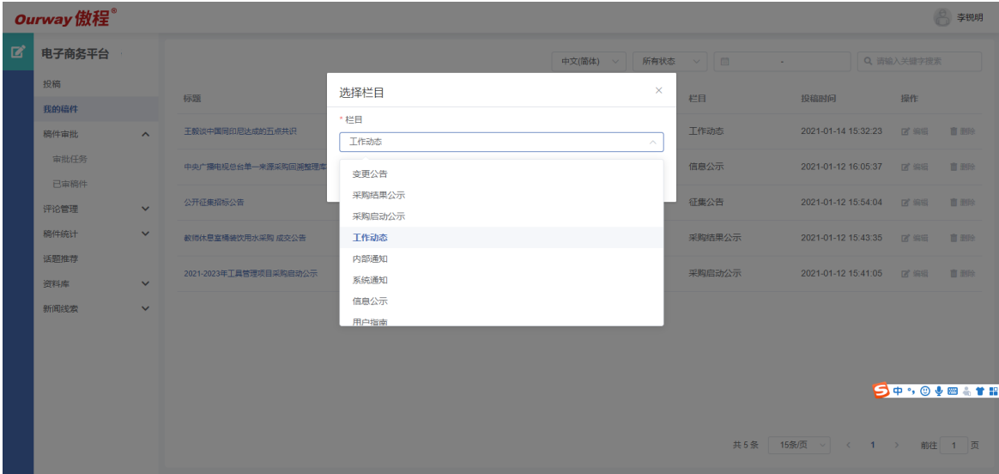 Ourway 傲程®
李锐明
电子商务平台
中文(简体)
所有状态
-
请输入关键字搜索
投稿
我的稿件
稿件审批
审批任务
已审稿件
评论管理
稿件统计
话题推荐
资料库
新闻线索
标题
栏目
投稿时间
操作
王毅谈中国同印尼达成的五点共识
工作动态
2021-01-14 15:32:23
编辑
删除
中央广播电视总台单一来源采购回溯整理库
信息公示
2021-01-12 16:05:37
编辑
删除
公开征集招标公告
征集公告
2021-01-12 15:54:04
编辑
删除
教师休息室桶装饮用水采购 成交公告
采购结果公示
2021-01-12 15:43:35
编辑
删除
2021-2023年工具管理项目采购启动公示
采购启动公示
2021-01-12 15:41:05
编辑
删除
选择栏目
* 栏目
工作动态
变更公告
采购结果公示
采购启动公示
工作动态
内部通知
系统通知
信息公示
用户指南
中
共 5 条
15条/页
1
前往
1
页